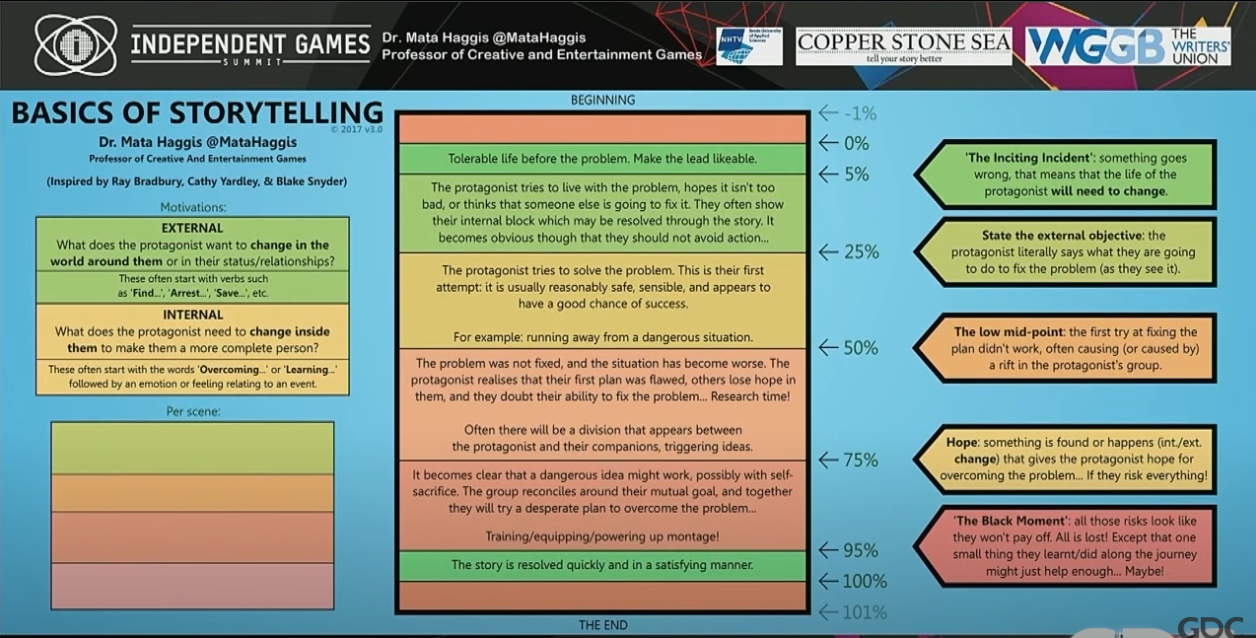 INDEPENDENT GAMES
SUMMIT
Dr. Mata Haggis @MataHaggis
Professor of Creative and Entertainment Games
NHTV
COPPER STONE SEA
tell your story better
WGGB
THE
WRITERS'
UNION
BASICS OF STORYTELLING
© 2017 v3.0
Dr. Mata Haggis @MataHaggis
Professor of Creative And Entertainment Games
(Inspired by Ray Bradbury, Cathy Yardley, & Blake Snyder)
Motivations:
EXTERNAL
What does the protagonist want to change in the
world around them or in their status/relationships?
These often start with verbs such
as 'Find...', 'Arrest...', 'Save...', etc.
INTERNAL
What does the protagonist need to change inside
them to make them a more complete person?
These often start with the words 'Overcoming...' or 'Learning...'
followed by an emotion or feeling relating to an event.
Per scene:
BEGINNING
Tolerable life before the problem. Make the lead likeable.
The protagonist tries to live with the problem, hopes it isn't too
bad, or thinks that someone else is going to fix it. They often show
their internal block which may be resolved through the story. It
becomes obvious though that they should not avoid action...
The protagonist tries to solve the problem. This is their first
attempt: it is usually reasonably safe, sensible, and appears to
have a good chance of success.
For example: running away from a dangerous situation.
The problem was not fixed, and the situation has become worse. The
protagonist realises that their first plan was flawed, others lose hope in
them, and they doubt their ability to fix the problem... Research time!
Often there will be a division that appears between
the protagonist and their companions, triggering ideas.
It becomes clear that a dangerous idea might work, possibly with self-
sacrifice. The group reconciles around their mutual goal, and together
they will try a desperate plan to overcome the problem...
Training/equipping/powering up montage!
The story is resolved quickly and in a satisfying manner.
THE END
←-1%
←0%
←5%
←25%
←50%
←75%
←95%
←100%
←101%
'The Inciting Incident': something goes
wrong, that means that the life of the
protagonist will need to change.
State the external objective: the
protagonist literally says what they are going
to do to fix the problem (as they see it).
The low mid-point: the first try at fixing the
plan didn't work, often causing (or caused by)
a rift in the protagonist's group.
Hope: something is found or happens (int./ext.
change) that gives the protagonist hope for
overcoming the problem... If they risk everything!
'The Black Moment': all those risks look like
they won't pay off. All is lost! Except that one
small thing they learnt/did along the journey
might just help enough... Maybe!
GDC